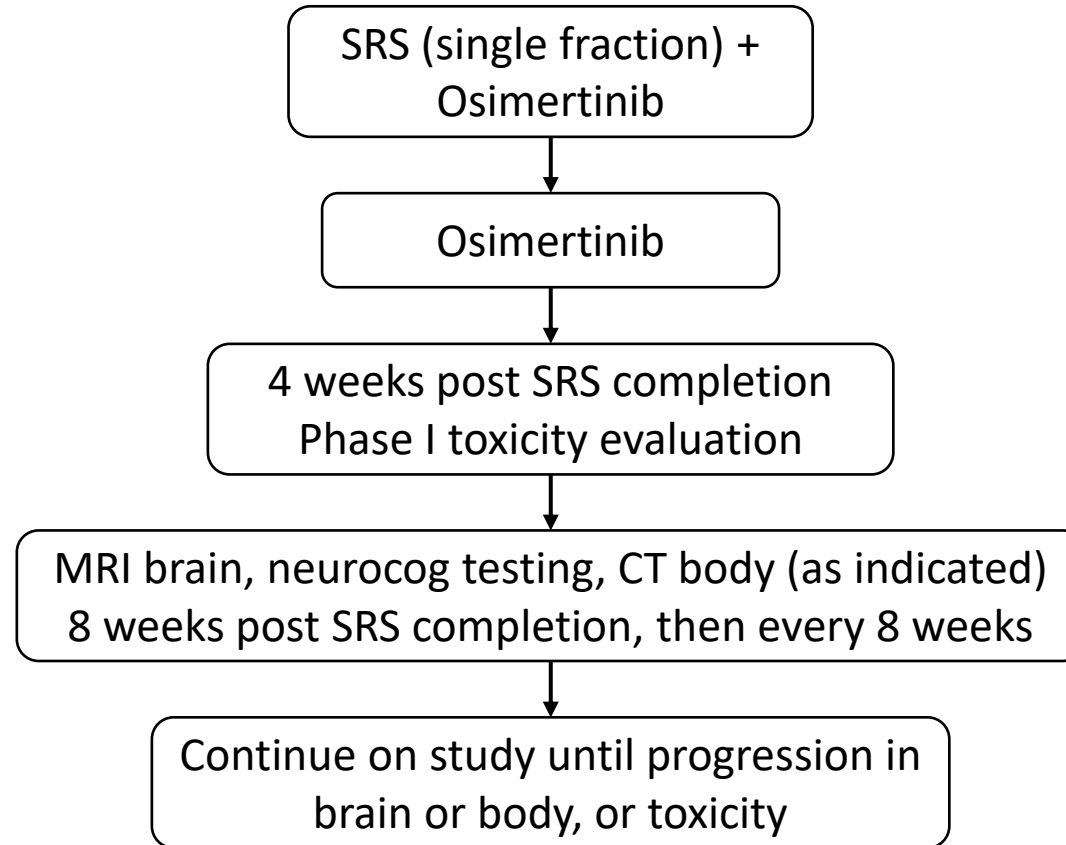 SRS (single fraction) +
Osimertinib
Osimertinib
4 weeks post SRS completion
Phase I toxicity evaluation
MRI brain, neurocog testing, CT body (as indicated)
8 weeks post SRS completion, then every 8 weeks
Continue on study until progression in
brain or body, or toxicity